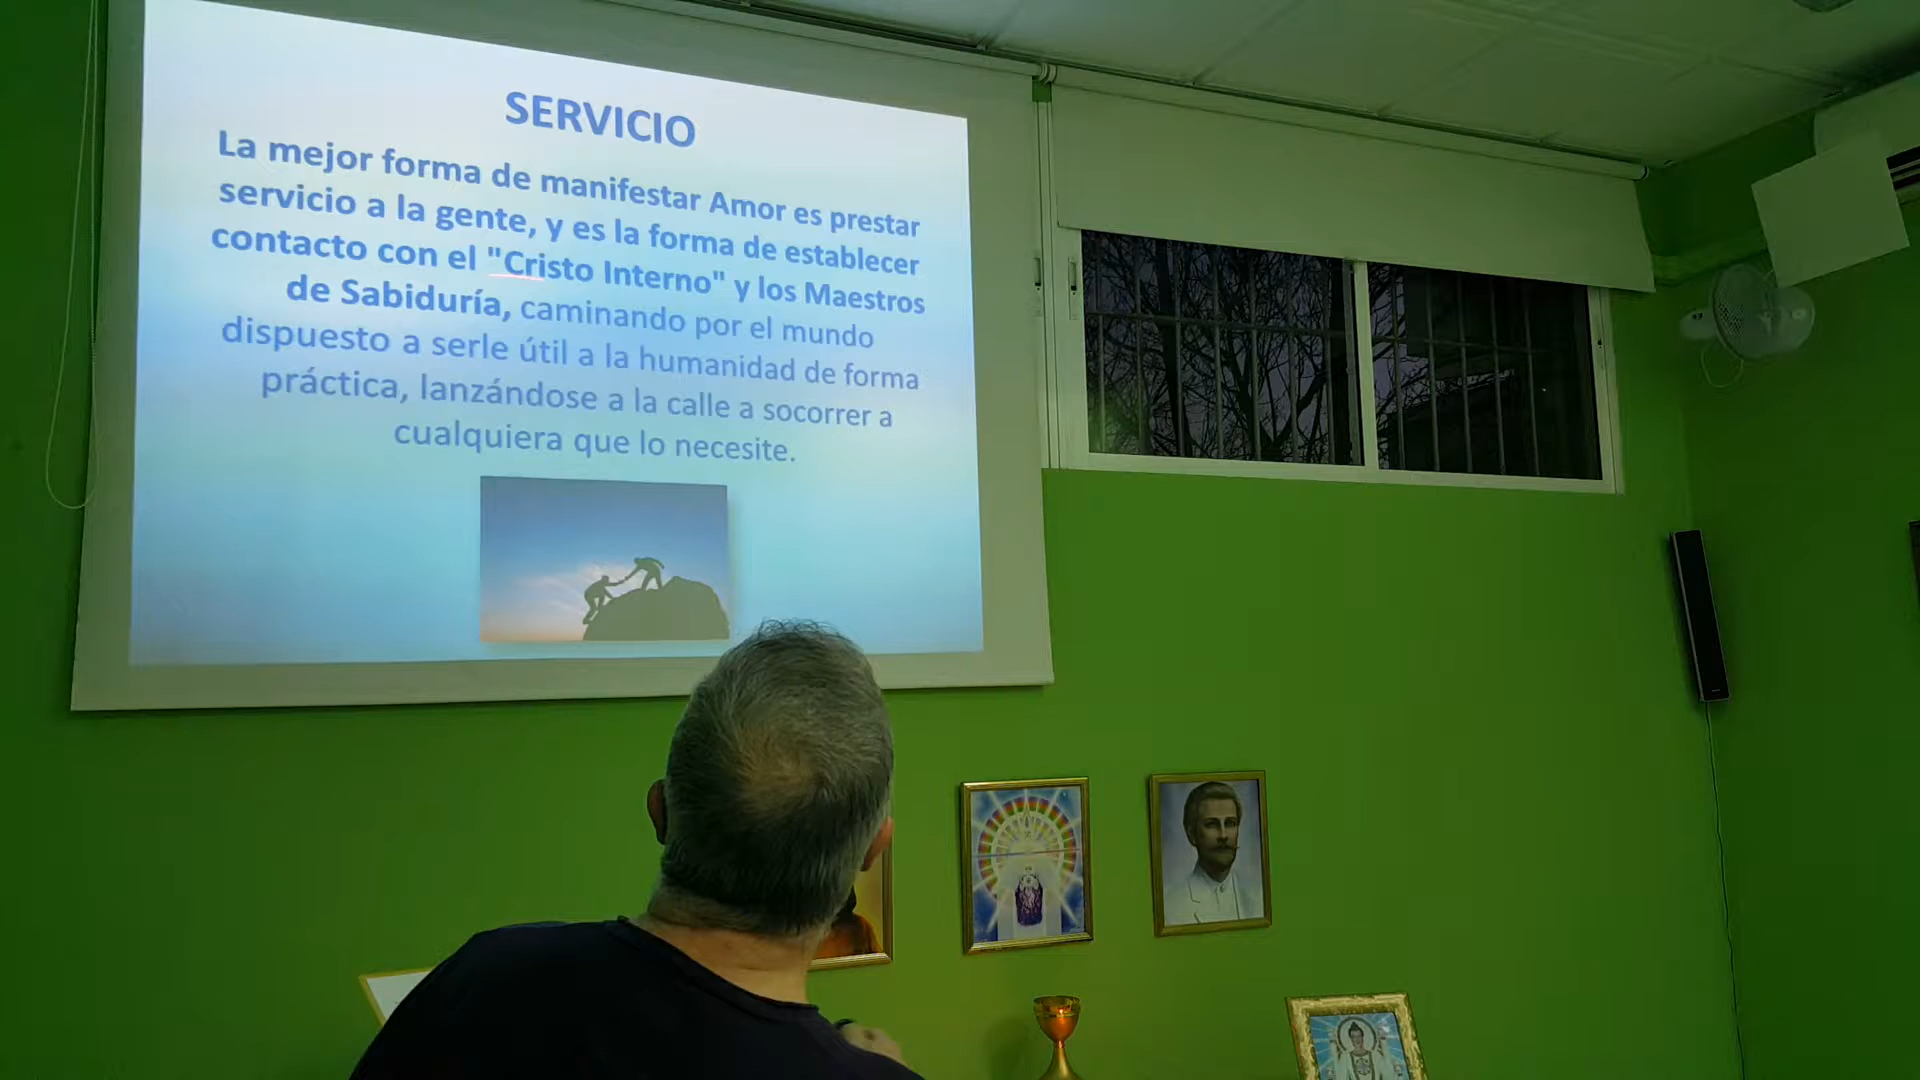 SERVICIO
La mejor forma de manifestar Amor es prestar
servicio a la gente, y es la forma de establecer
contacto con el "Cristo Interno" y los Maestros
de Sabiduría, caminando por el mundo
dispuesto a serle útil a la humanidad de forma
práctica, lanzándose a la calle a socorrer a
cualquiera que lo necesite.